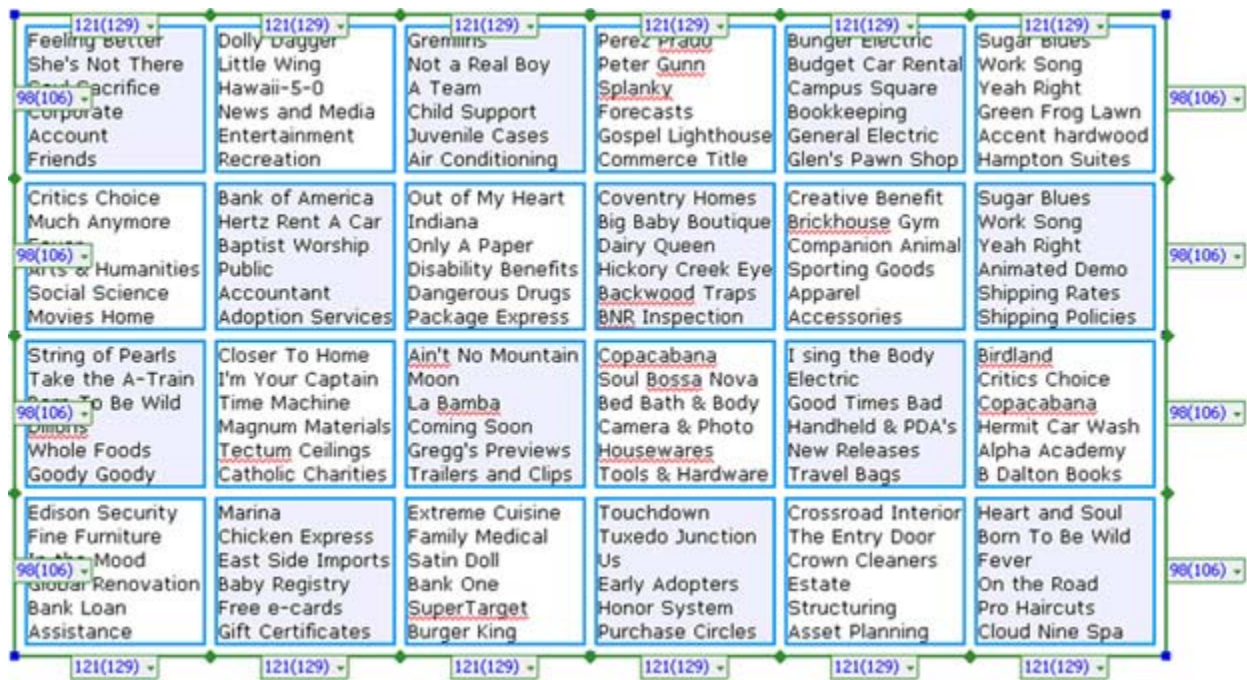 121(129) 121(129) 121(129) 121(129) 121(129) 121(129)
Feeling Better
She's Not There
Sacrifice
98(106)
Corporate
Account
Friends
Dolly Dagger
Little Wing
Hawaii-5-0
News and Media
Entertainment
Recreation
Gremlins
Not a Real Boy
A Team
Child Support
Juvenile Cases
Air Conditioning
Perez Prado
Peter Gunn
Splanky
Forecasts
Gospel Lighthouse
Commerce Title
Bunger Electric
Budget Car Rental
Campus Square
Bookkeeping
General Electric
Glen's Pawn Shop
Sugar Blues
Work Song
Yeah Right
Green Frog Lawn
Accent hardwood
Hampton Suites
98(106)
Critics Choice
Much Anymore
98(106)
Arts & Humanities
Social Science
Movies Home
Bank of America
Hertz Rent A Car
Baptist Worship
Public
Accountant
Adoption Services
Out of My Heart
Indiana
Only A Paper
Disability Benefits
Dangerous Drugs
Package Express
Coventry Homes
Big Baby Boutique
Dairy Queen
Hickory Creek Eye
Backwood Traps
BNR Inspection
Creative Benefit
Brickhouse Gym
Companion Animal
Sporting Goods
Apparel
Accessories
Sugar Blues
Work Song
Yeah Right
Animated Demo
Shipping Rates
Shipping Policies
98(106)
String of Pearls
Take the A-Train
Born To Be Wild
98(106)
Dillons
Whole Foods
Goody Goody
Closer To Home
I'm Your Captain
Time Machine
Magnum Materials
Tectum Ceilings
Catholic Charities
Ain't No Mountain
Moon
La Bamba
Coming Soon
Gregg's Previews
Trailers and Clips
Copacabana
Soul Bossa Nova
Bed Bath & Body
Camera & Photo
Housewares
Tools & Hardware
I sing the Body
Electric
Good Times Bad
Handheld & PDA's
New Releases
Travel Bags
Birdland
Critics Choice
Copacabana
Hermit Car Wash
Alpha Academy
B Dalton Books
98(106)
Edison Security
Fine Furniture
In the Mood
98(106)
Global Renovation
Bank Loan
Assistance
Marina
Chicken Express
East Side Imports
Baby Registry
Free e-cards
Gift Certificates
Extreme Cuisine
Family Medical
Satin Doll
Bank One
SuperTarget
Burger King
Touchdown
Tuxedo Junction
Us
Early Adopters
Honor System
Purchase Circles
Crossroad Interior
The Entry Door
Crown Cleaners
Estate
Structuring
Asset Planning
Heart and Soul
Born To Be Wild
Fever
On the Road
Pro Haircuts
Cloud Nine Spa
98(106)
121(129) 121(129) 121(129) 121(129) 121(129) 121(129)